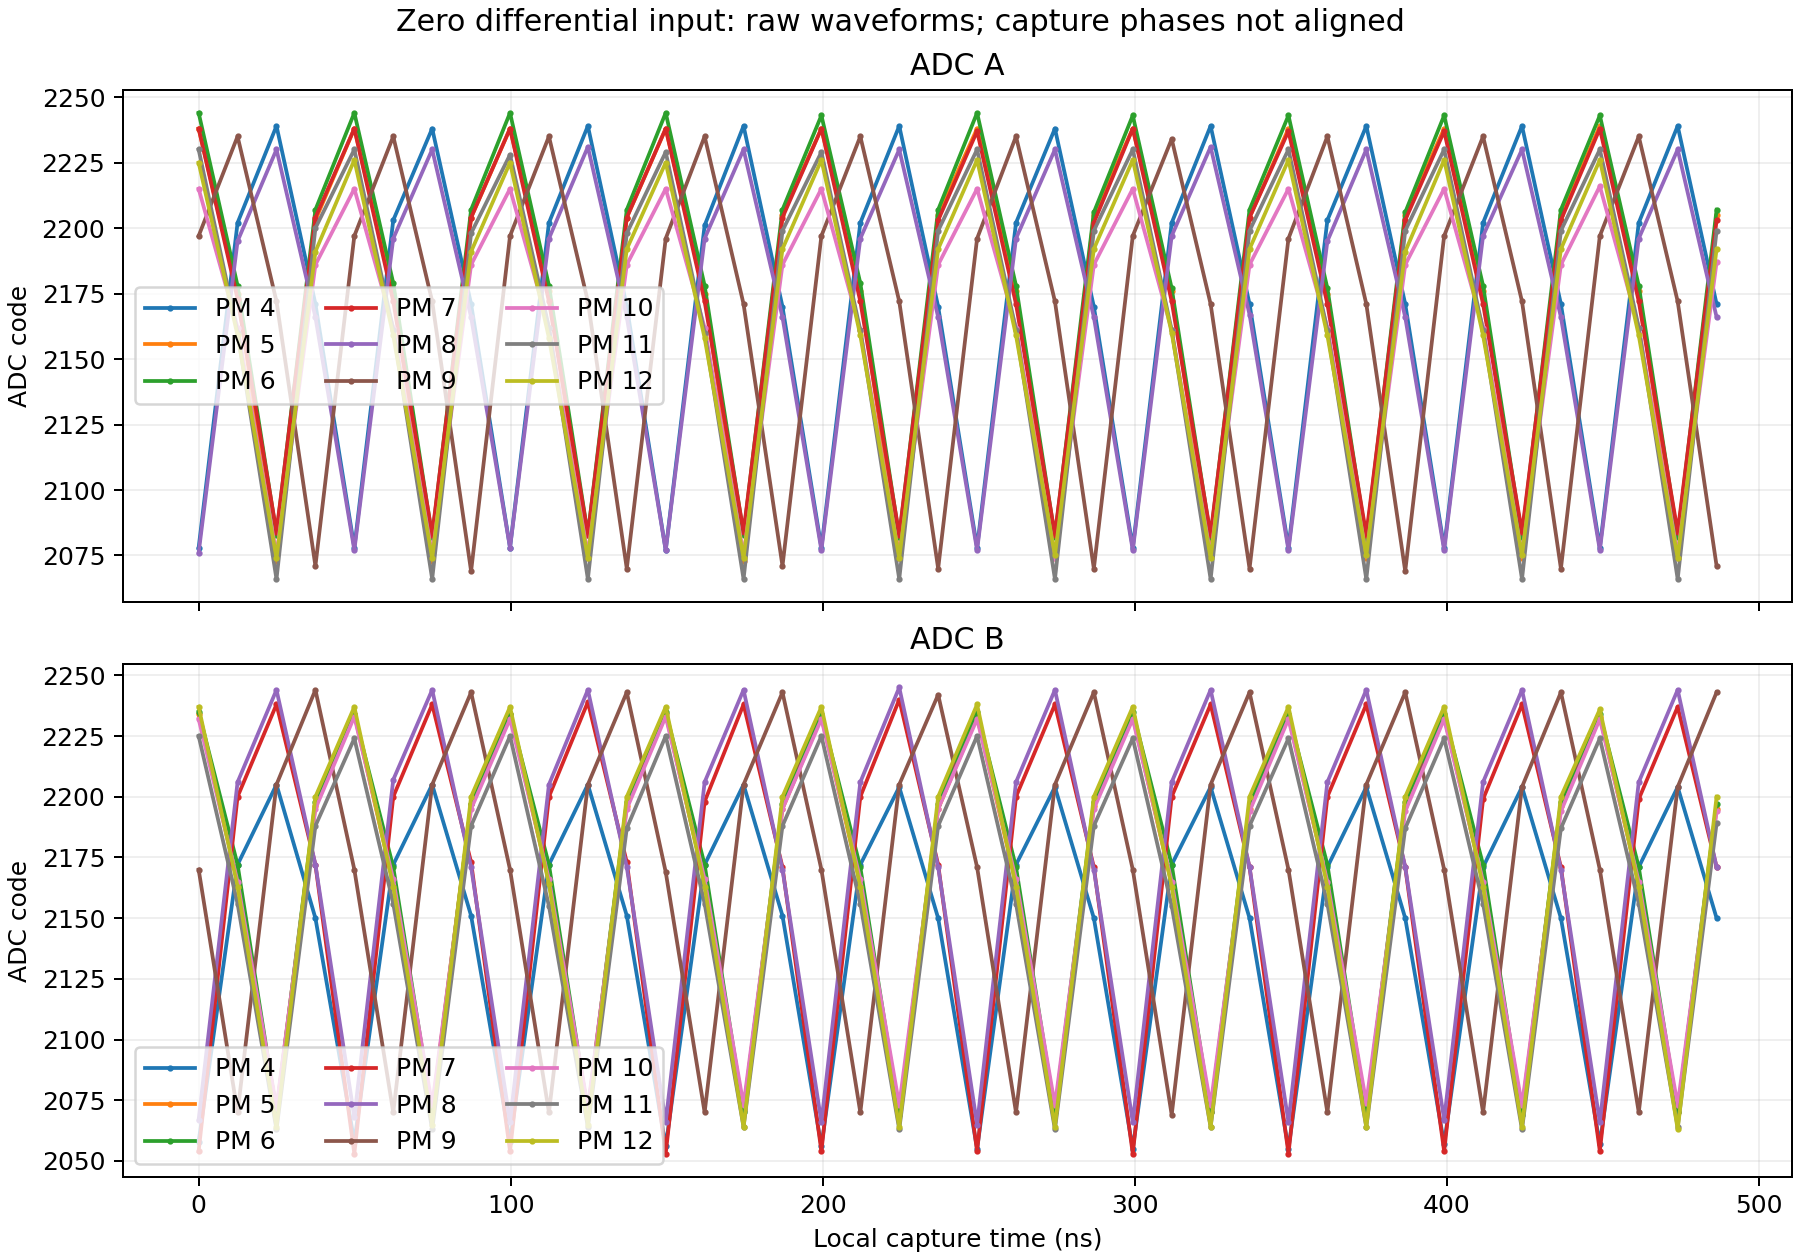 Zero differential input: raw waveforms; capture phases not aligned
ADC A
2250
2225
2200
2175
2150
2125
2100
2075
ADC code
PM 4 PM 7 PM 10
PM 5 PM 8 PM 11
PM 6 PM 9 PM 12
ADC B
2250
2225
2200
2175
2150
2125
2100
2075
2050
ADC code
PM 4 PM 7 PM 10
PM 5 PM 8 PM 11
PM 6 PM 9 PM 12
0 100 200 300 400 500
Local capture time (ns)